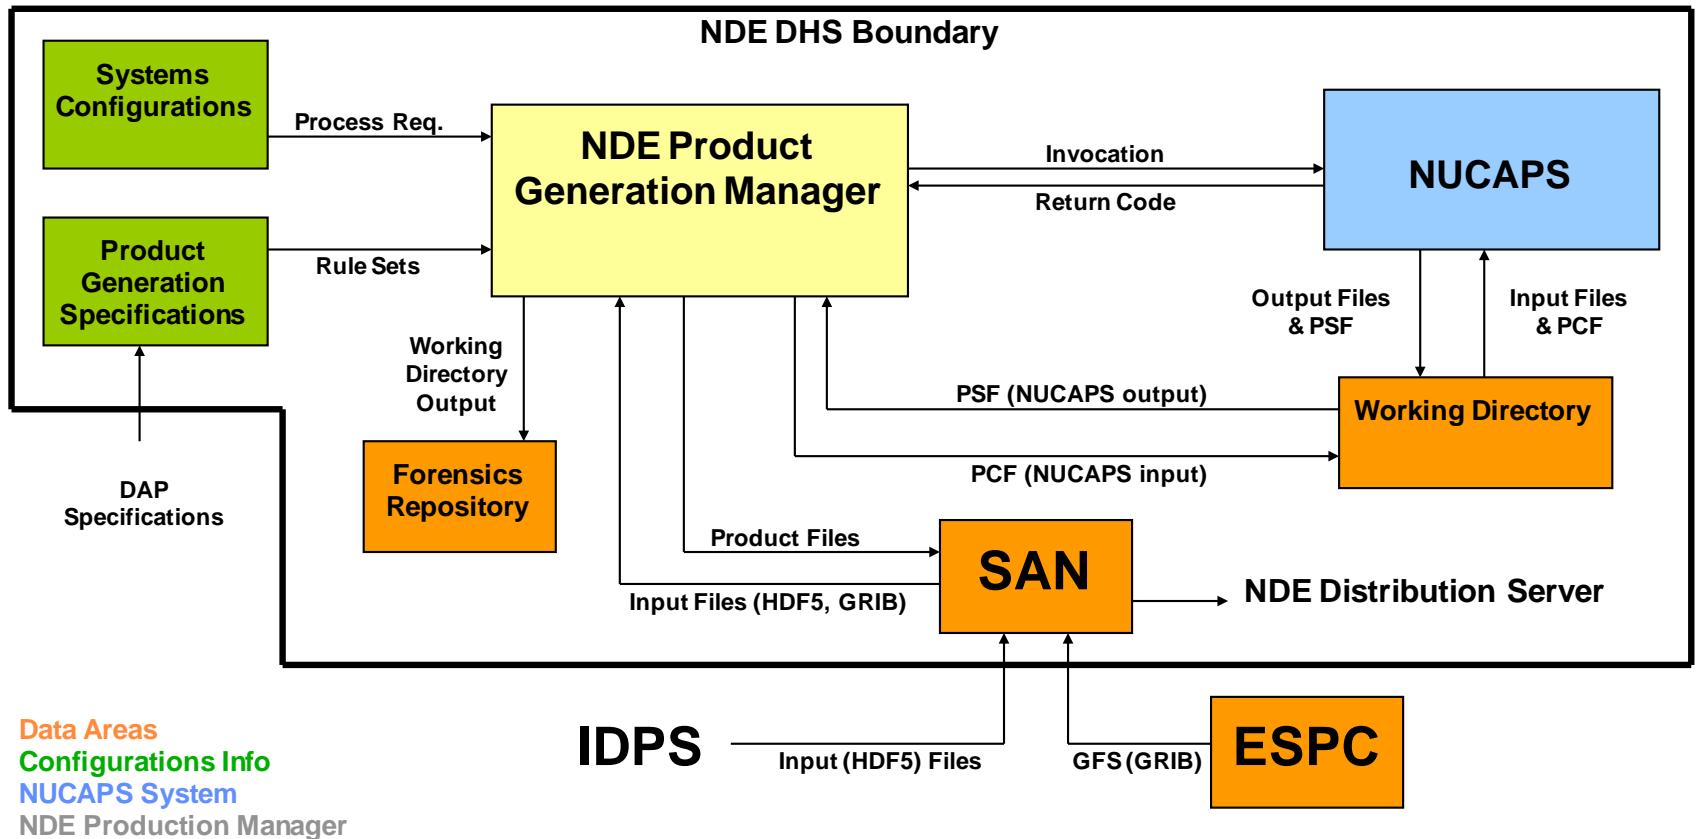 NDE DHS Boundary
Systems
Configurations
Process Req.
NDE Product
Generation Manager
Invocation
Return Code
NUCAPS
Product
Generation
Specifications
Rule Sets
Output Files
& PSF
Input Files
& PCF
Working
Directory
Output
PSF (NUCAPS output)
Working Directory
PCF (NUCAPS input)
Forensics
Repository
DAP
Specifications
Product Files
SAN
Input Files (HDF5, GRIB)
NDE Distribution Server
IDPS
Input (HDF5) Files
GFS (GRIB)
ESPC
Data Areas
Configurations Info
NUCAPS System
NDE Production Manager